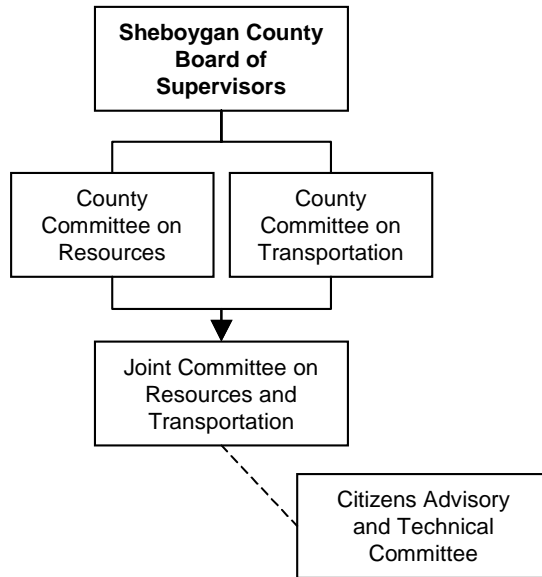 Sheboygan County
Board of
Supervisors
County
Committee on
Resources
County
Committee on
Transportation
Joint Committee on
Resources and
Transportation
Citizens Advisory
and Technical
Committee